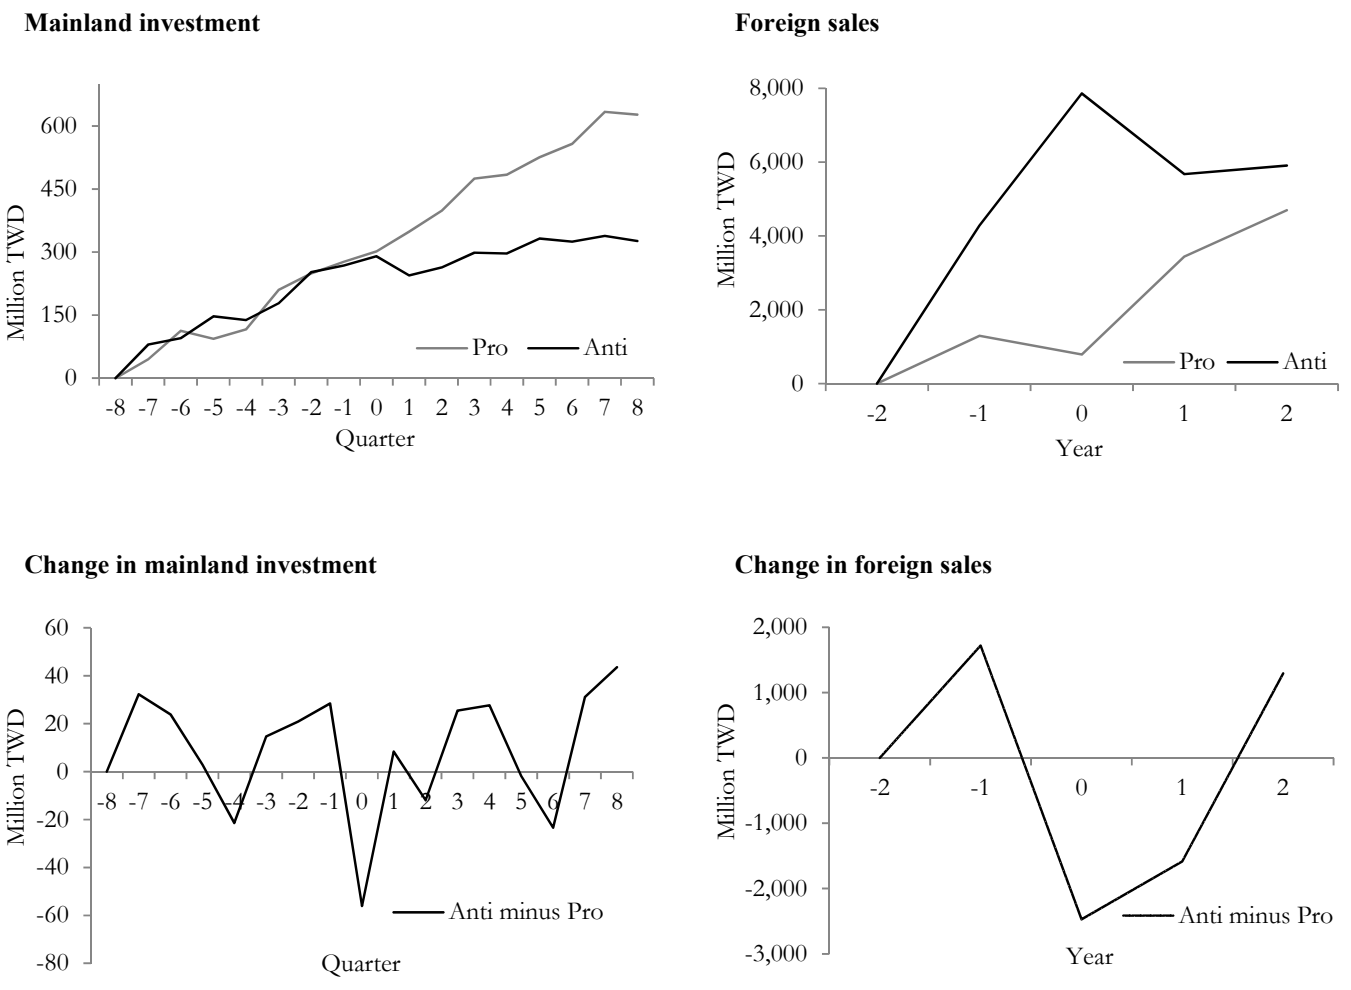 Mainland investment
600
450
300
150
0
Million TWD
-8 -7 -6 -5 -4 -3 -2 -1 0 1 2 3 4 5 6 7 8
Quarter
Pro Anti
Foreign sales
8,000
6,000
4,000
2,000
0
Million TWD
-2 -1 0 1 2
Year
Pro Anti
Change in mainland investment
60
40
20
0
-20
-40
-60
-80
Million TWD
-8 -7 -6 -5 -4 -3 -2 -1 0 1 2 3 4 5 6 7 8
Anti minus Pro
Quarter
Change in foreign sales
2,000
1,000
0
-1,000
-2,000
-3,000
Million TWD
-2 -1 0 1 2
Anti minus Pro
Year